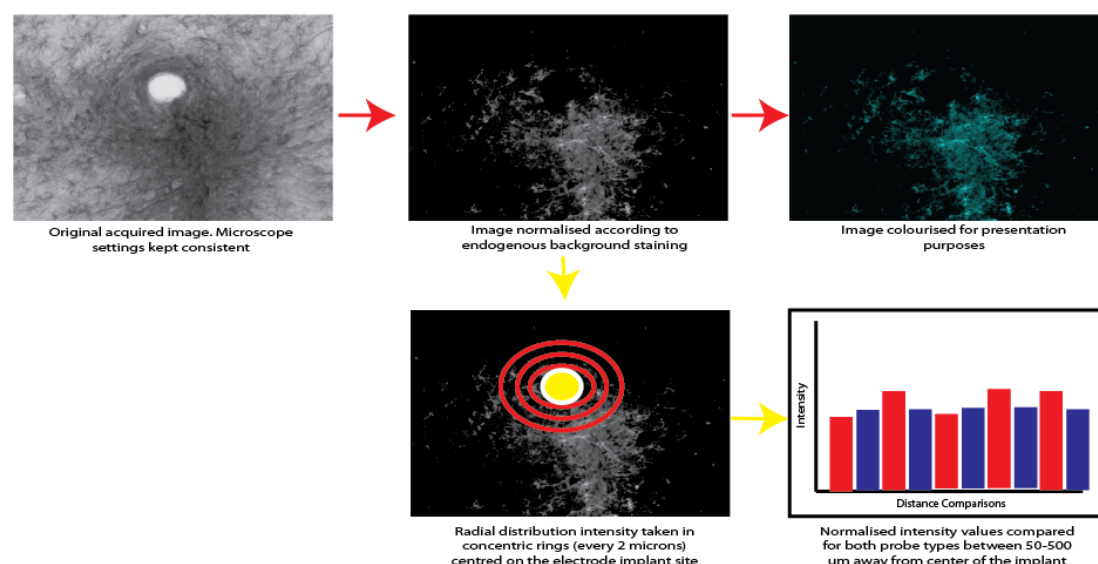 Original acquired image. Microscope
settings kept consistent
Image normalised according to
endogenous background staining
Image colourised for presentation
purposes
Intensity
Distance Comparisons
Radial distribution intensity taken in
concentric rings (every 2 microns)
centred on the electrode implant site
Normalised intensity values compared
for both probe types between 50-500
um away from center of the implant